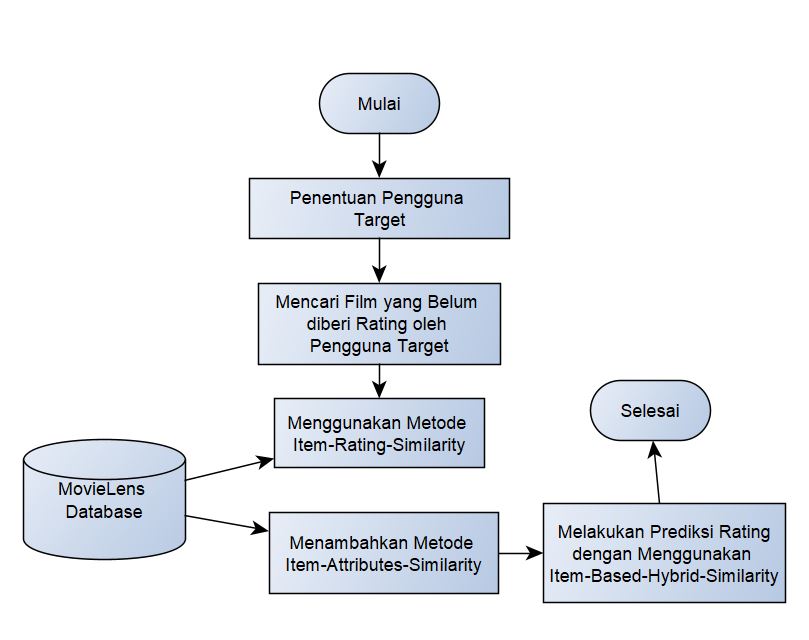 Mulai
Penentuan Pengguna
Target
Mencari Film yang Belum
diberi Rating oleh
Pengguna Target
Menggunakan Metode
Item-Rating-Similarity
MovieLens
Database
Menambahkan Metode
Item-Attributes-Similarity
Melakukan Prediksi Rating
dengan Menggunakan
Item-Based-Hybrid-Similarity
Selesai